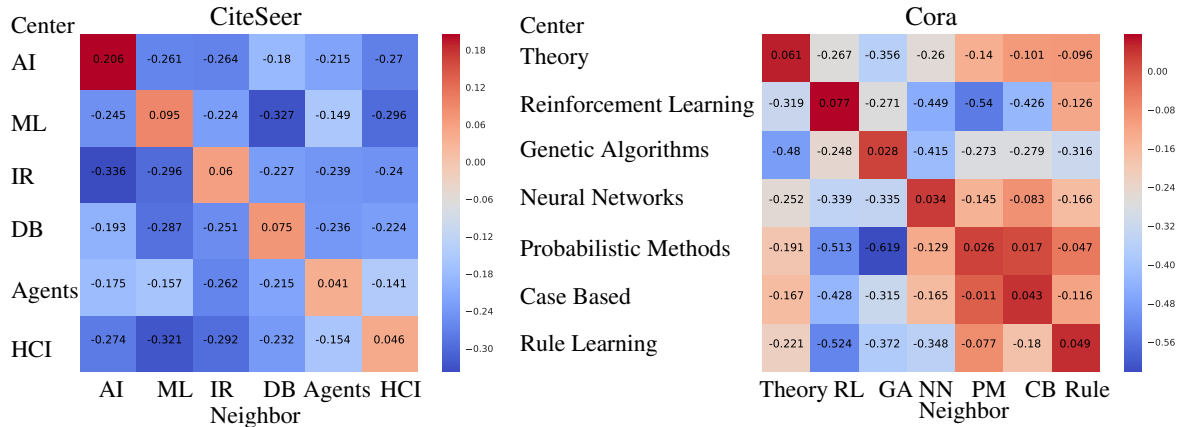 CiteSeer
Center
AI 0.206 -0.261 -0.264 -0.18 -0.215 -0.27
ML -0.245 0.095 -0.224 -0.327 -0.149 -0.296
IR -0.336 -0.296 0.06 -0.227 -0.239 -0.24
DB -0.193 -0.287 -0.251 0.075 -0.236 -0.224
Agents -0.175 -0.157 -0.262 -0.215 0.041 -0.141
HCI -0.274 -0.321 -0.292 -0.232 -0.154 0.046
AI ML IR DB Agents HCI
Neighbor
0.18
0.12
0.06
0.00
-0.06
-0.12
-0.18
-0.24
-0.30
Cora
Center
Theory 0.061 -0.267 -0.356 -0.26 -0.14 -0.101 -0.096
Reinforcement Learning -0.319 0.077 -0.271 -0.449 -0.54 -0.426 -0.126
Genetic Algorithms -0.48 -0.248 0.028 -0.415 -0.273 -0.279 -0.316
Neural Networks -0.252 -0.339 -0.335 0.034 -0.145 -0.083 -0.166
Probabilistic Methods -0.191 -0.513 -0.619 -0.129 0.026 0.017 -0.047
Case Based -0.167 -0.428 -0.315 -0.165 -0.011 0.043 -0.116
Rule Learning -0.221 -0.524 -0.372 -0.348 -0.077 -0.18 0.049
Theory RL GA NN PM CB Rule
Neighbor
0.00
-0.08
-0.16
-0.24
-0.32
-0.40
-0.48
-0.56